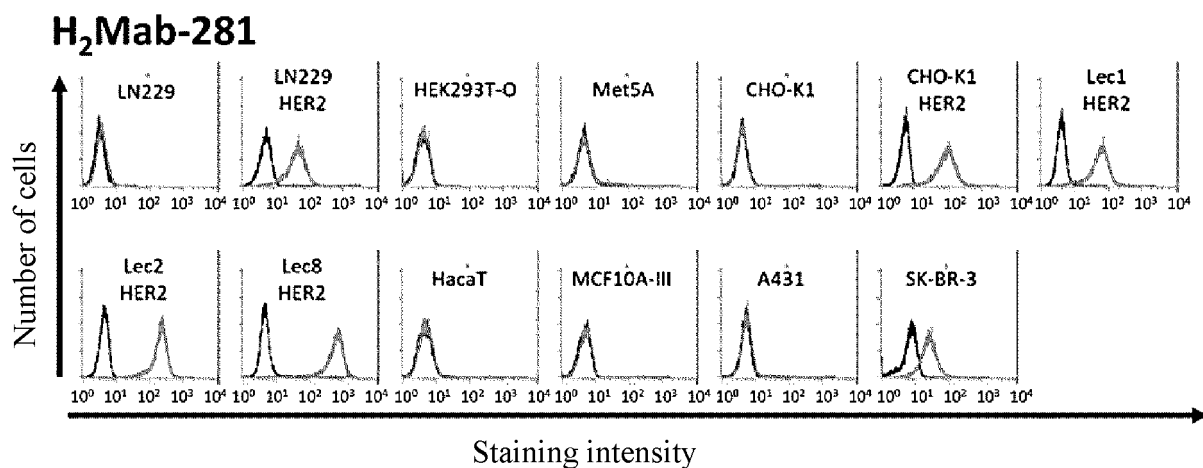 H₂Mab-281
LN229
LN229
HER2
HEK293T-O
Met5A
CHO-K1
CHO-K1
HER2
Lec1
HER2
10⁰ 10¹ 10² 10³ 10⁴
10⁰ 10¹ 10² 10³ 10⁴
10⁰ 10¹ 10² 10³ 10⁴
10⁰ 10¹ 10² 10³ 10⁴
10⁰ 10¹ 10² 10³ 10⁴
10⁰ 10¹ 10² 10³ 10⁴
10⁰ 10¹ 10² 10³ 10⁴
Number of cells
Lec2
HER2
Lec8
HER2
HacaT
MCF10A-III
A431
SK-BR-3
10⁰ 10¹ 10² 10³ 10⁴
10⁰ 10¹ 10² 10³ 10⁴
10⁰ 10¹ 10² 10³ 10⁴
10⁰ 10¹ 10² 10³ 10⁴
10⁰ 10¹ 10² 10³ 10⁴
10⁰ 10¹ 10² 10³ 10⁴
Staining intensity